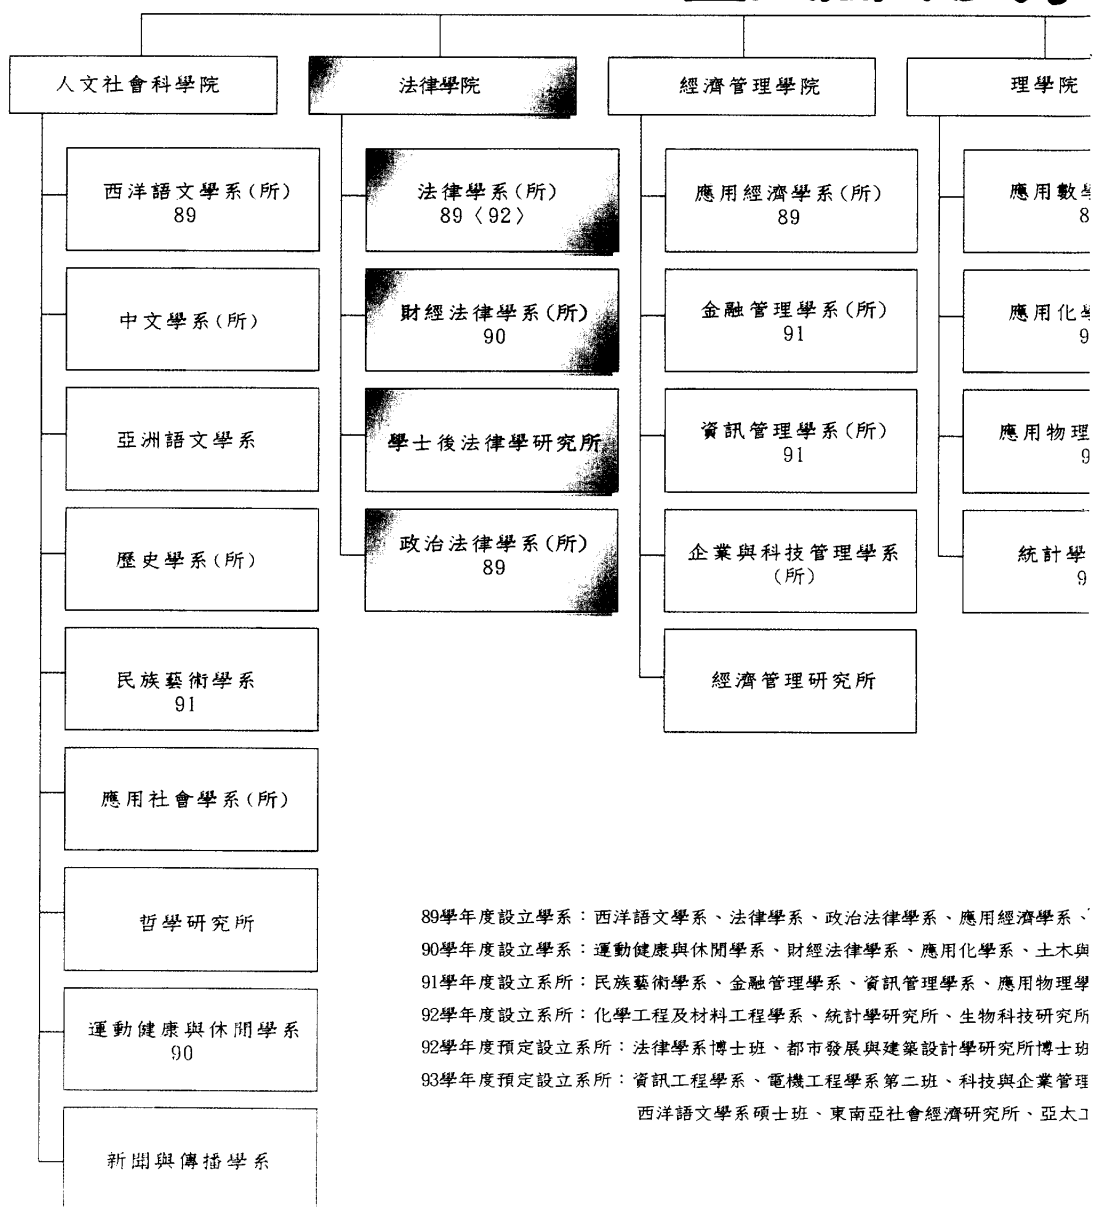 人文社會科學院
西洋語文學系(所)
89
中文學系(所)
亞洲語文學系
歷史學系(所)
民族藝術學系
91
應用社會學系(所)
哲學研究所
運動健康與休閒學系
90
新聞與傳播學系
法律學院
法律學系(所)
89〈92〉
財經法律學系(所)
90
學士後法律學研究所
政治法律學系(所)
89
經濟管理學院
應用經濟學系(所)
89
金融管理學系(所)
91
資訊管理學系(所)
91
企業與科技管理學系
(所)
經濟管理研究所
理學院
應用數學
8
應用化學
9
應用物理
9
統計學
9
89學年度設立學系：西洋語文學系、法律學系、政治法律學系、應用經濟學系、
90學年度設立學系：運動健康與休閒學系、財經法律學系、應用化學系、土木與
91學年度設立系所：民族藝術學系、金融管理學系、資訊管理學系、應用物理學
92學年度設立系所：化學工程及材料工程學系、統計學研究所、生物科技研究所
92學年度預定設立系所：法律學系博士班、都市發展與建築設計學研究所博士班
93學年度預定設立系所：資訊工程學系、電機工程學系第二班、科技與企業管理
西洋語文學系碩士班、東南亞社會經濟研究所、亞太工